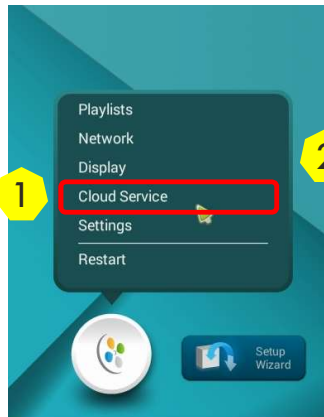 Playlists
Network
Display
1
Cloud Service
2
Settings
Restart
Setup
Wizard